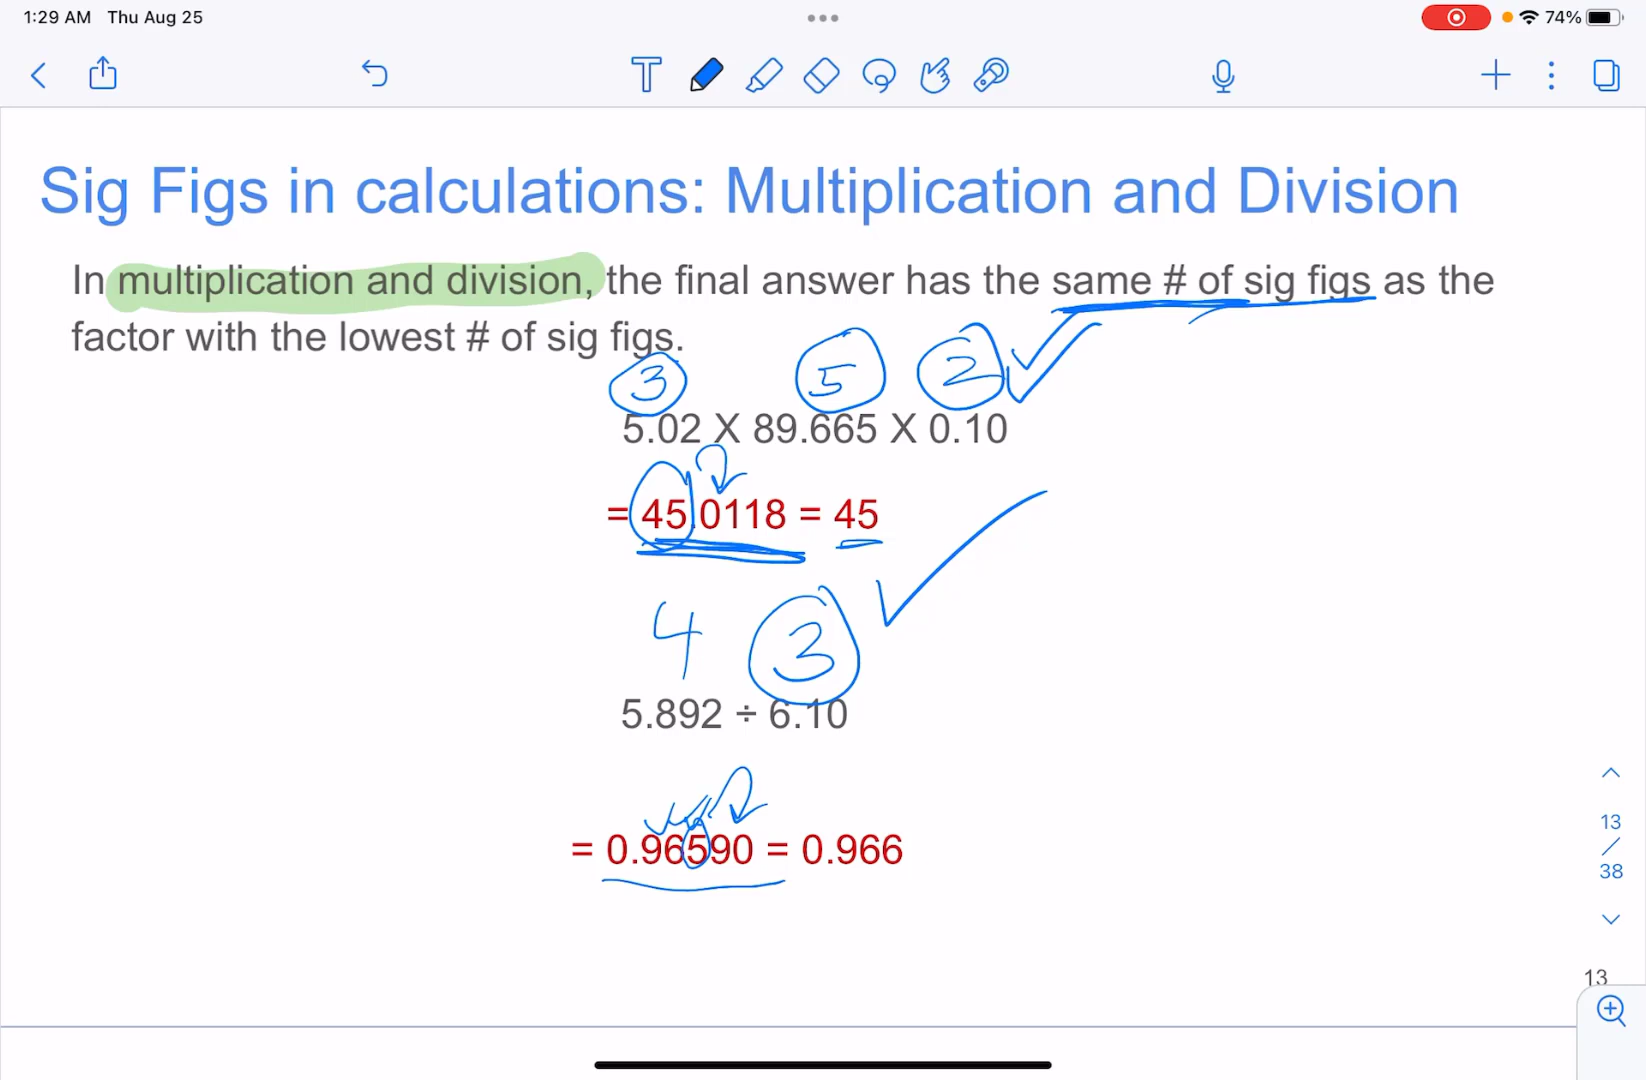 1:29 AM Thu Aug 25
74%
Sig Figs in calculations: Multiplication and Division
In multiplication and division, the final answer has the same # of sig figs as the
factor with the lowest # of sig figs.
3 5 2
5.02 X 89.665 X 0.10
= 45.0118 = 45
4 3
5.892 ÷ 6.10
= 0.96590 = 0.966
13
/
38
13